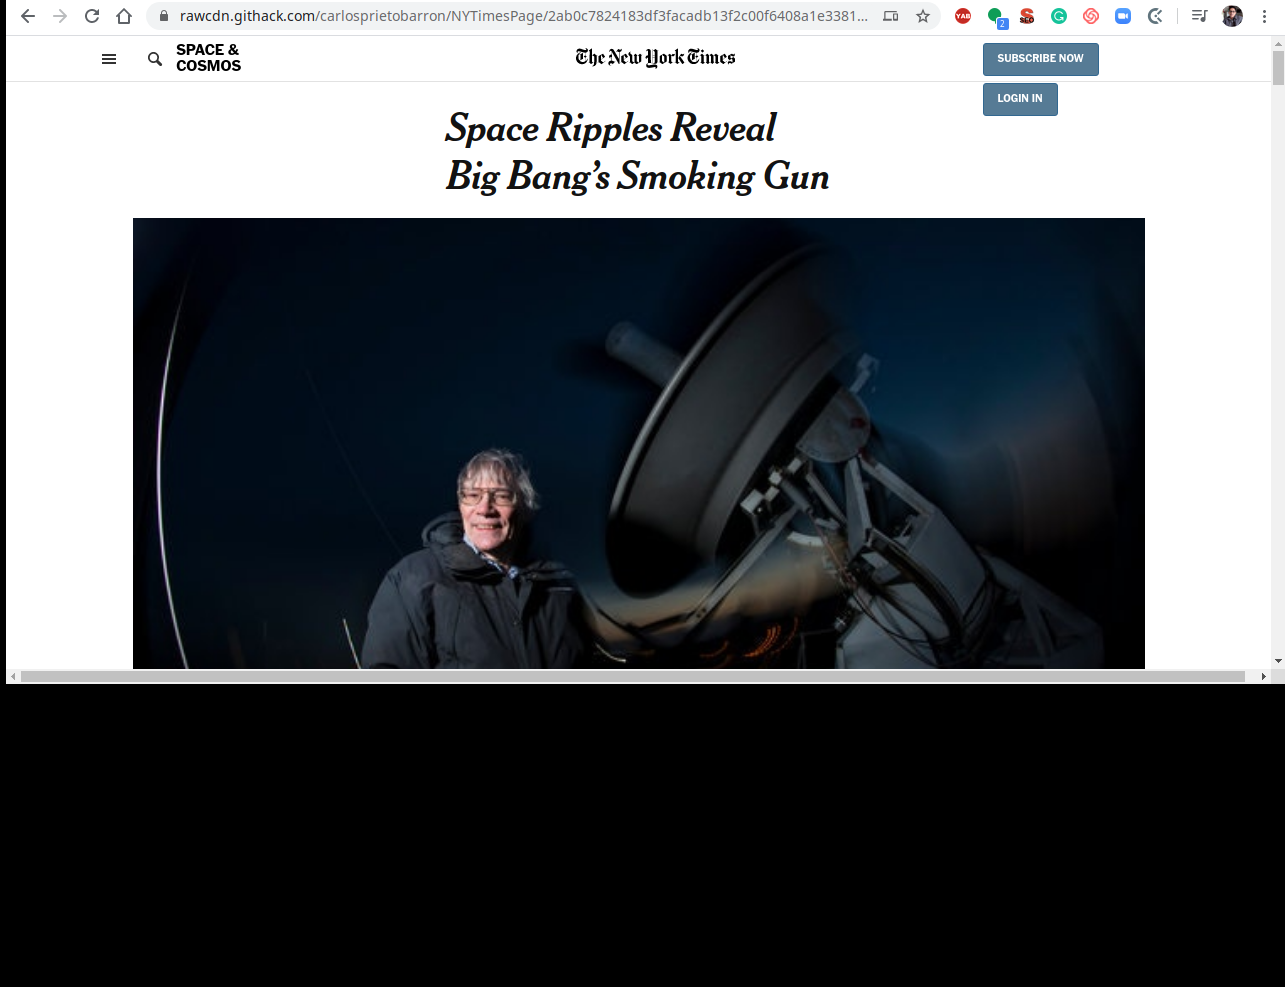 rawcdn.githack.com/carlosprietobarron/NYTimesPage/2ab0c7824183df3facadb13f2c00f6408a1e3381...
YAB
2
SEO
SPACE &
COSMOS
The New York Times
SUBSCRIBE NOW
LOGIN IN
Space Ripples Reveal
Big Bang’s Smoking Gun